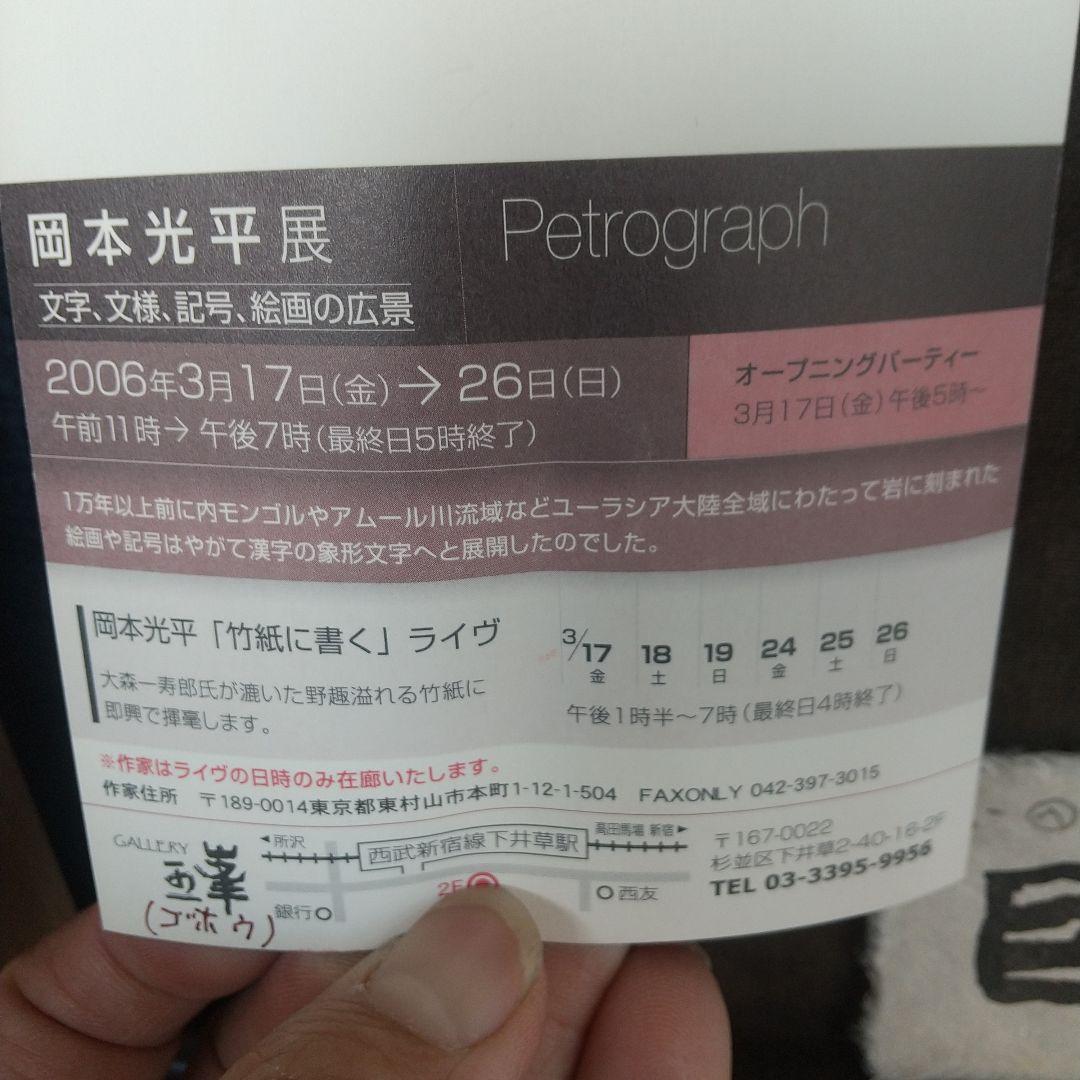 岡本光平展
Petrograph
文字、文様、記号、絵画の広景
2006年3月17日(金)→26日(日)
午前11時→午後7時(最終日5時終了)
オープニングパーティー
3月17日(金)午後5時〜
1万年以上前に内モンゴルやアムール川流域などユーラシア大陸全域にわたって岩に刻まれた
絵画や記号はやがて漢字の象形文字へと展開したのでした。
岡本光平「竹紙に書く」ライヴ
大森一寿郎氏が漉いた野趣溢れる竹紙に
即興で揮毫します。
3/17 18 19 24 25 26
金 土 日 金 土 日
午後1時半〜7時(最終日4時終了)
※作家はライヴの日時のみ在廊いたします。
作家住所 〒189-0014東京都東村山市本町1-12-1-504 FAXONLY 042-397-3015
GALLERY
(ゴホウ)
◀所沢
西武新宿線下井草駅
高田馬場 新宿▶
銀行
2F
西友
〒167-0022
杉並区下井草2-40-16-2F
TEL 03-3395-9956